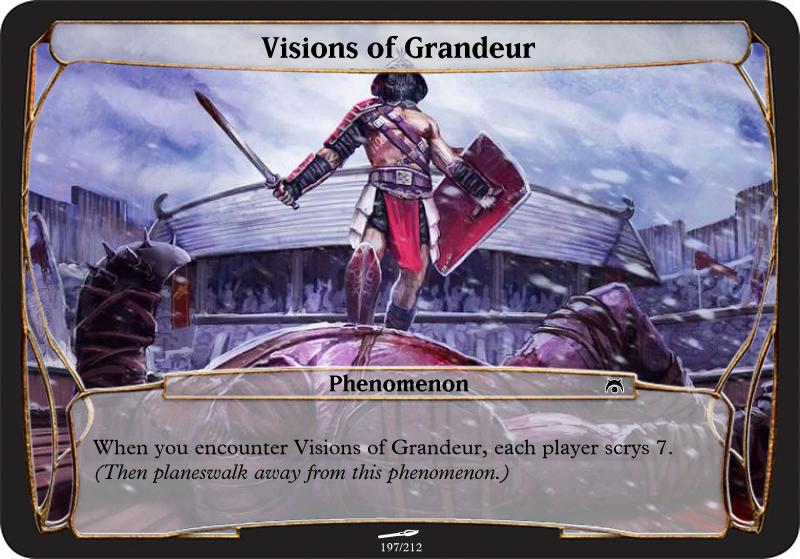 Visions of Grandeur
Phenomenon
When you encounter Visions of Grandeur, each player scrys 7.
(Then planeswalk away from this phenomenon.)
197/212